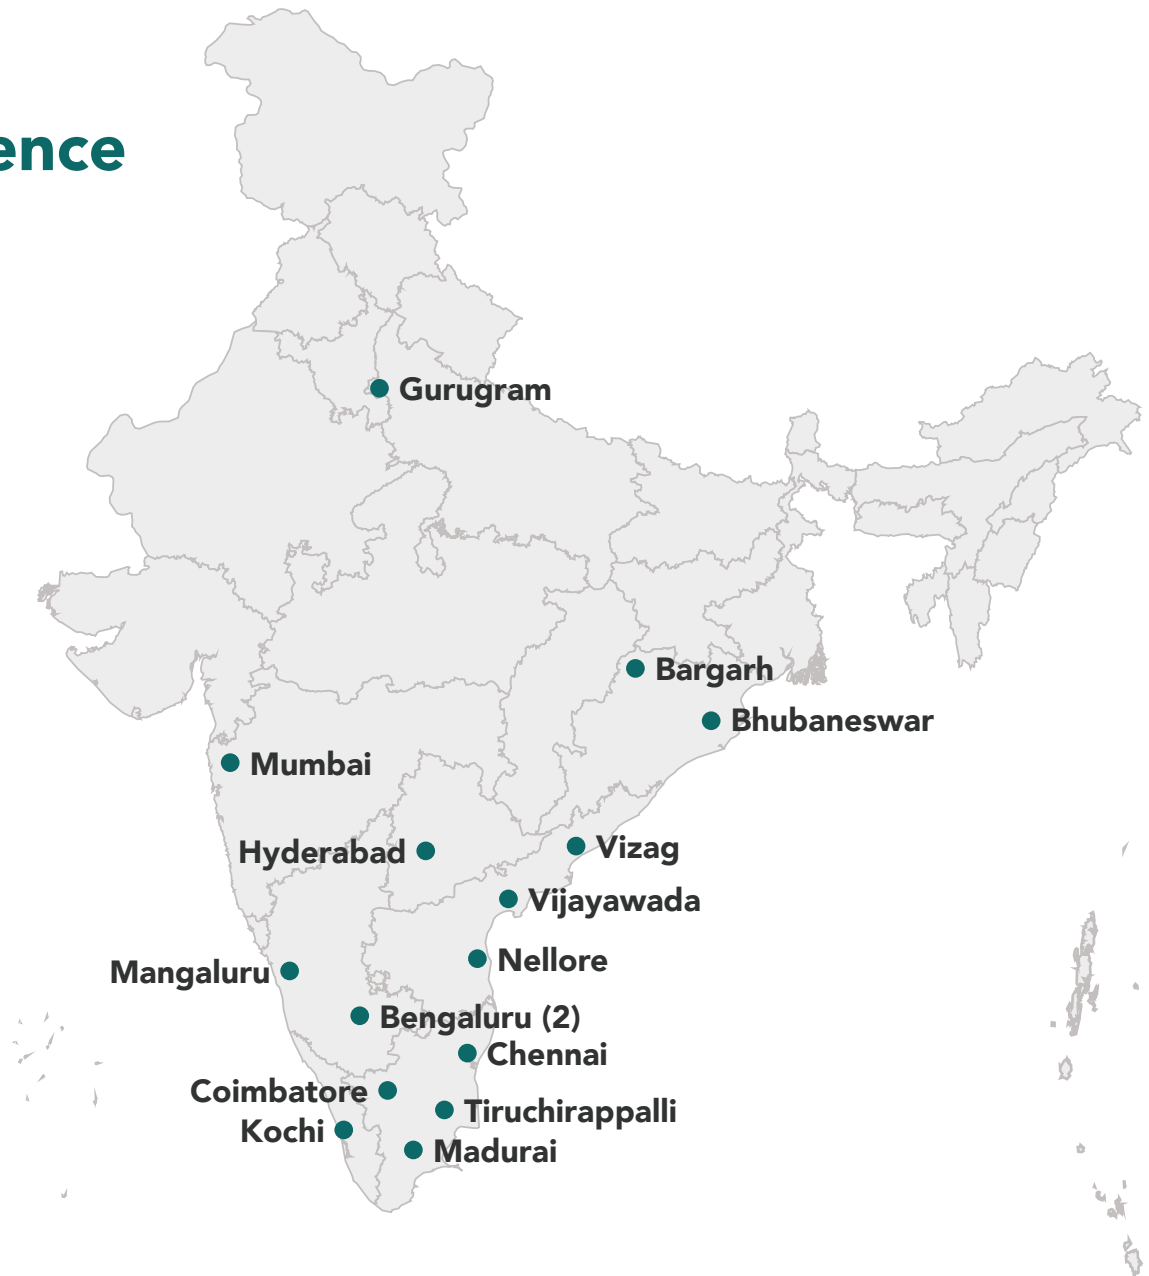 ence
Gurugram
Bargarh
Bhubaneswar
Mumbai
Hyderabad
Vizag
Vijayawada
Nellore
Mangaluru
Bengaluru (2)
Chennai
Coimbatore
Tiruchirappalli
Kochi
Madurai